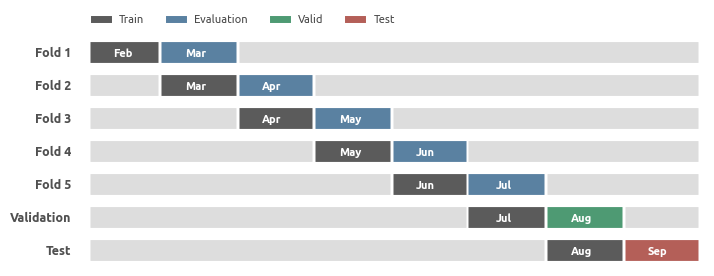 Train Evaluation Valid Test
Fold 1 Feb Mar
Fold 2 Mar Apr
Fold 3 Apr May
Fold 4 May Jun
Fold 5 Jun Jul
Validation Jul Aug
Test Aug Sep